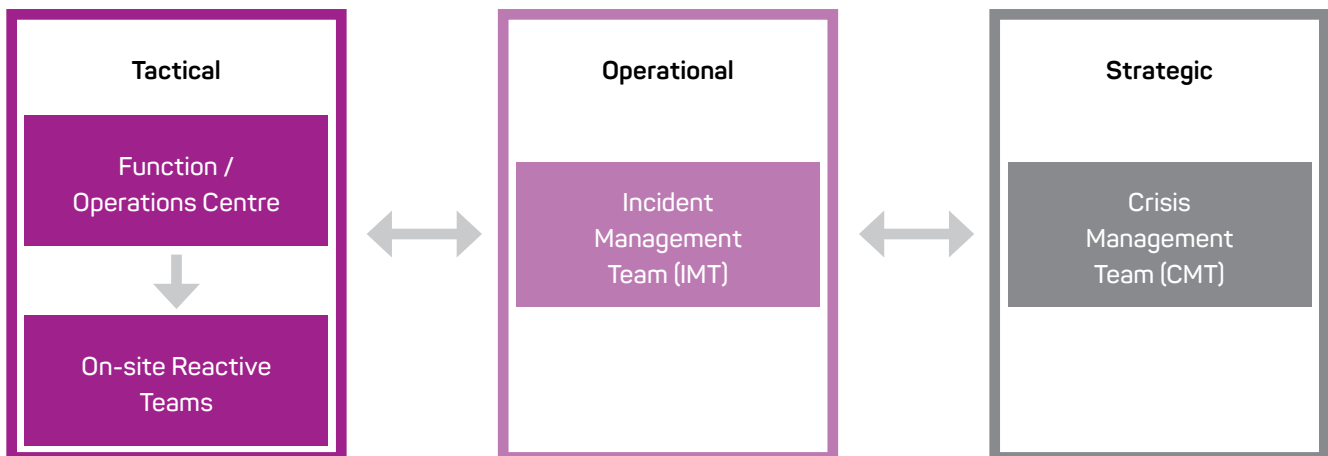 Tactical
Function /
Operations Centre
On-site Reactive
Teams
Operational
Incident
Management
Team (IMT)
Strategic
Crisis
Management
Team (CMT)